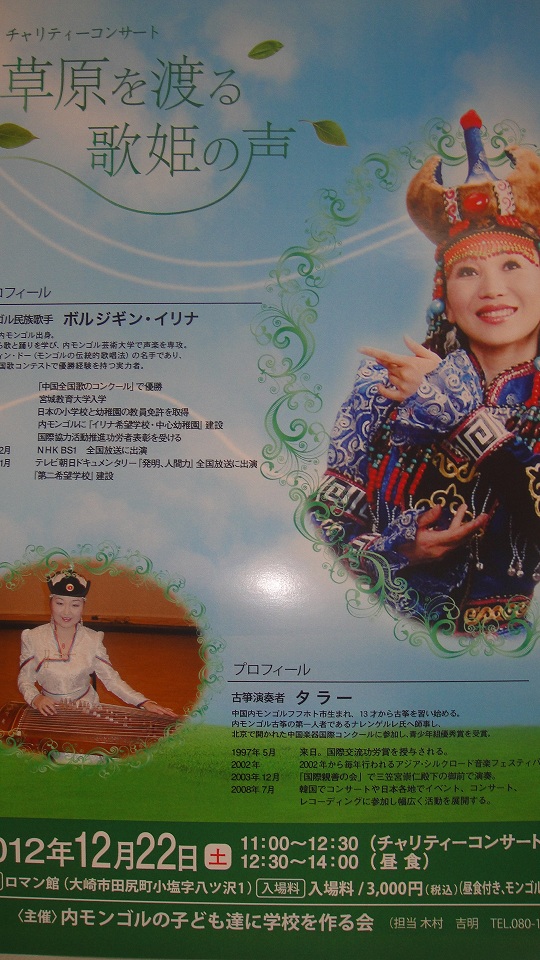 チャリティーコンサート
草原を渡る
歌姫の声
ロフィール
ゴル民族歌手 ボルジギン・イリナ
内モンゴル出身。
ら歌と踊りを学び、内モンゴル芸術大学で声楽を専攻。
ィン・ドー(モンゴルの伝統的歌唱法)の名手であり、
国歌コンテストで優勝経験を持つ実力者。
「中国全国歌のコンクール」で優勝
宮城教育大学入学
日本の小学校と幼稚園の教員免許を取得
内モンゴルに「イリナ希望学校・中心幼稚園」建設
国際協力活動推進功労者表彰を受ける
2月 NHK BS1 全国放送に出演
1月 テレビ朝日ドキュメンタリー「発明、人間力」全国放送に出演
「第二希望学校」建設
プロフィール
古箏演奏者 タラー
中国内モンゴルフフホト市生まれ、13才から古箏を習い始める。
内モンゴル古箏の第一人者であるナレンゲルレ氏へ師事し、
北京で開かれた中国楽器国際コンクールに参加し、青少年組優秀賞を受賞。
1997年5月 来日。国際交流功労賞を授与される。
2002年 2002年から毎年行われるアジア・シルクロード音楽フェスティバ
2003年12月 「国際親善の会」で三笠宮崇仁殿下の御前で演奏。
2008年7月 韓国でコンサートや日本各地でイベント、コンサート、
レコーディングに参加し幅広く活動を展開する。
012年12月22日 土 11:00～12:30 (チャリティーコンサート
12:30～14:00 (昼食)
ロマン館 (大崎市田尻町小塩字八ツ沢1) 入場料 入場料/3,000円(税込)(昼食付き、モンゴル
〈主催〉内モンゴルの子ども達に学校を作る会 (担当 木村 吉明 TEL.080-1